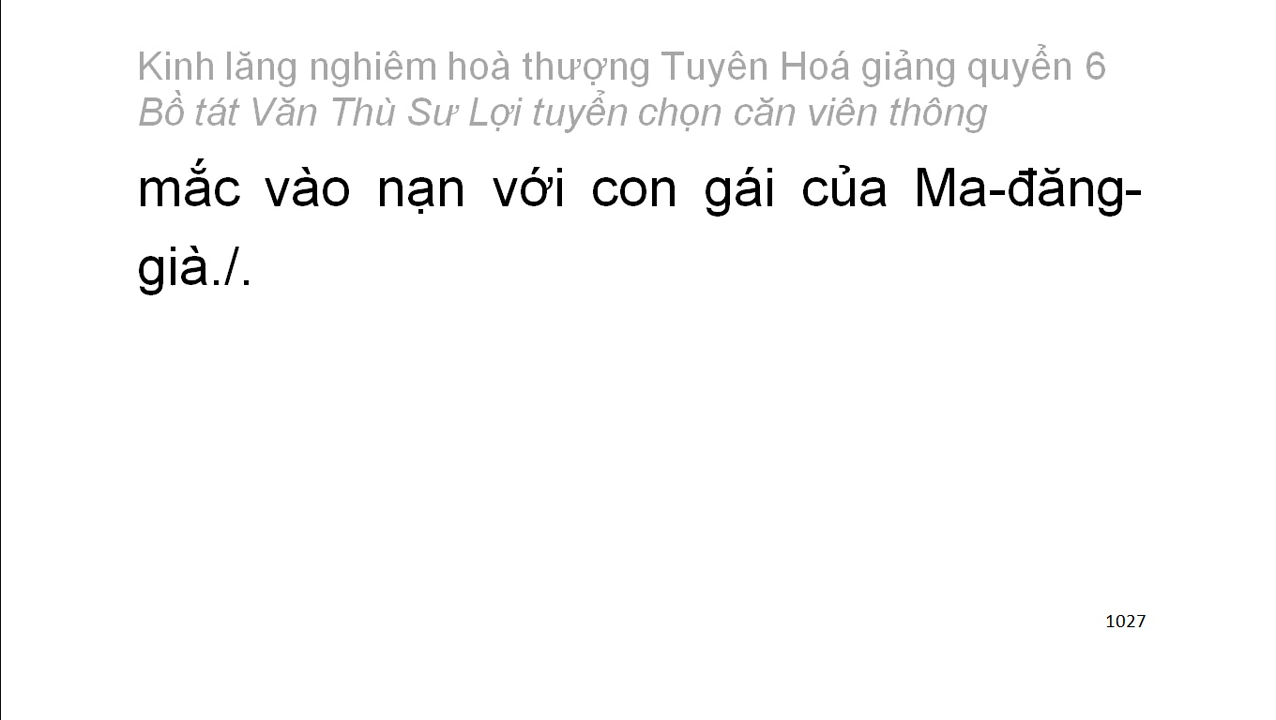 Kinh lăng nghiêm hoà thượng Tuyên Hoá giảng quyển 6
Bồ tát Văn Thù Sư Lợi tuyển chọn căn viên thông
mắc vào nạn với con gái của Ma-đăng-
già./.
1027